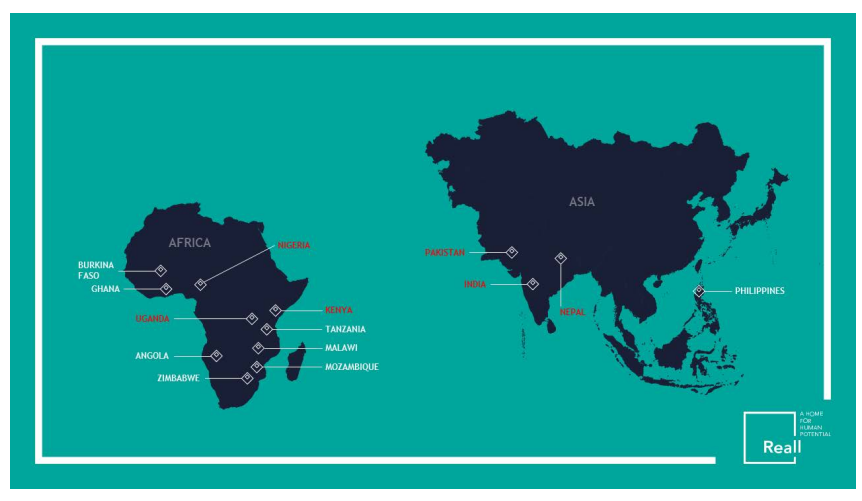 AFRICA
NIGERIA
BURKINA
FASO
GHANA
UGANDA
KENYA
TANZANIA
ANGOLA
MALAWI
ZIMBABWE
MOZAMBIQUE
ASIA
PAKISTAN
INDIA
NEPAL
PHILIPPINES
Reall
A HOME
FOR
HUMAN
POTENTIAL